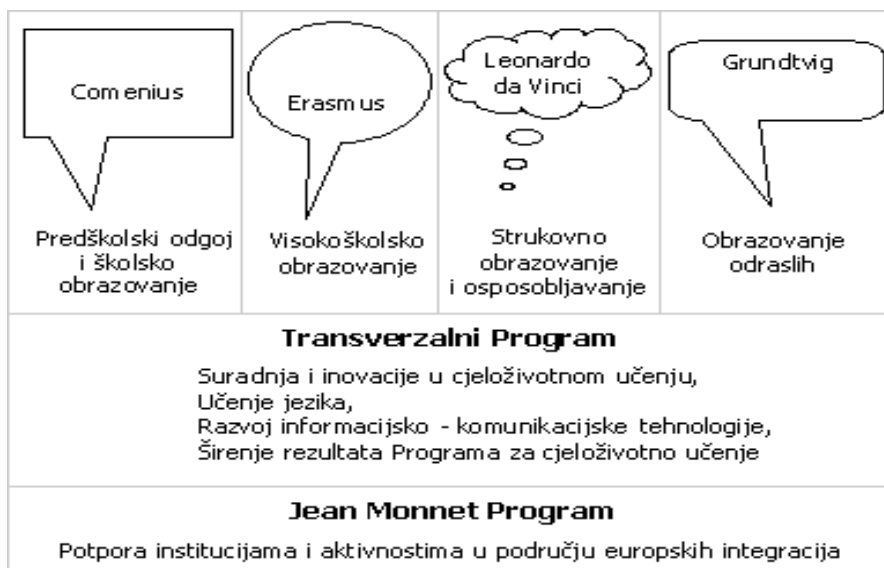 Comenius
Predškolski odgoj
i školsko
obrazovanje
Erasmus
Visokoškolsko
obrazovanje
Leonardo
da Vinci
Strukovno
obrazovanje
i osposobljavanje
Grundtvig
Obrazovanje
odraslih
Transverzalni Program
Suradnja i inovacije u cjeloživotnom učenju,
Učenje jezika,
Razvoj informacijsko - komunikacijske tehnologije,
Širenje rezultata Programa za cjeloživotno učenje
Jean Monnet Program
Potpora institucijama i aktivnostima u području europskih integracija